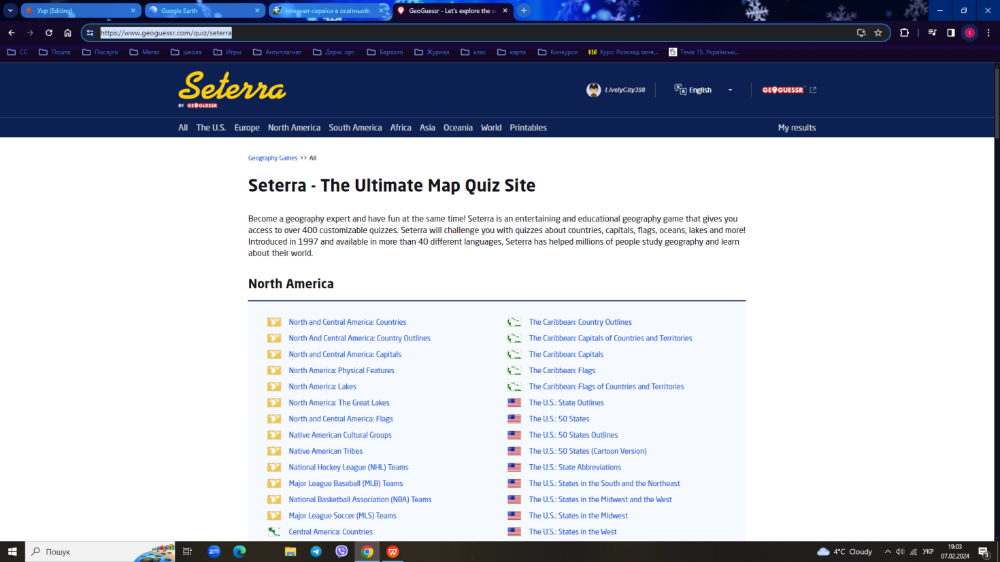 Укр (Editing)
Google Earth
Інтернет-сервіси в освітньому
GeoGuessr - Let's explore the w
https://www.geoguessr.com/quiz/seterra
СС
Пошта
Послуги
Магаз
школа
Игры
Антиплагиат
Держ. орг.
Барахло
Журнал
клас
карти
Конкурси
VLE Курс: Розклад заня...
Тема 15. Українські...
Seterra
BY GEOGUESSR
LivelyCity398
English
GEOGUESSR
All The U.S. Europe North America South America Africa Asia Oceania World Printables
My results
Geography Games >> All
Seterra - The Ultimate Map Quiz Site
Become a geography expert and have fun at the same time! Seterra is an entertaining and educational geography game that gives you
access to over 400 customizable quizzes. Seterra will challenge you with quizzes about countries, capitals, flags, oceans, lakes and more!
Introduced in 1997 and available in more than 40 different languages, Seterra has helped millions of people study geography and learn
about their world.
North America
North and Central America: Countries
North And Central America: Country Outlines
North and Central America: Capitals
North America: Physical Features
North America: Lakes
North America: The Great Lakes
North and Central America: Flags
Native American Cultural Groups
Native American Tribes
National Hockey League (NHL) Teams
Major League Baseball (MLB) Teams
National Basketball Association (NBA) Teams
Major League Soccer (MLS) Teams
Central America: Countries
The Caribbean: Country Outlines
The Caribbean: Capitals of Countries and Territories
The Caribbean: Capitals
The Caribbean: Flags
The Caribbean: Flags of Countries and Territories
The U.S.: State Outlines
The U.S.: 50 States
The U.S.: 50 States Outlines
The U.S.: 50 States (Cartoon Version)
The U.S.: State Abbreviations
The U.S.: States in the South and the Northeast
The U.S.: States in the Midwest and the West
The U.S.: States in the Midwest
The U.S.: States in the West
Пошук
zm
4°C Cloudy
УКР
19:03
07.02.2024
3